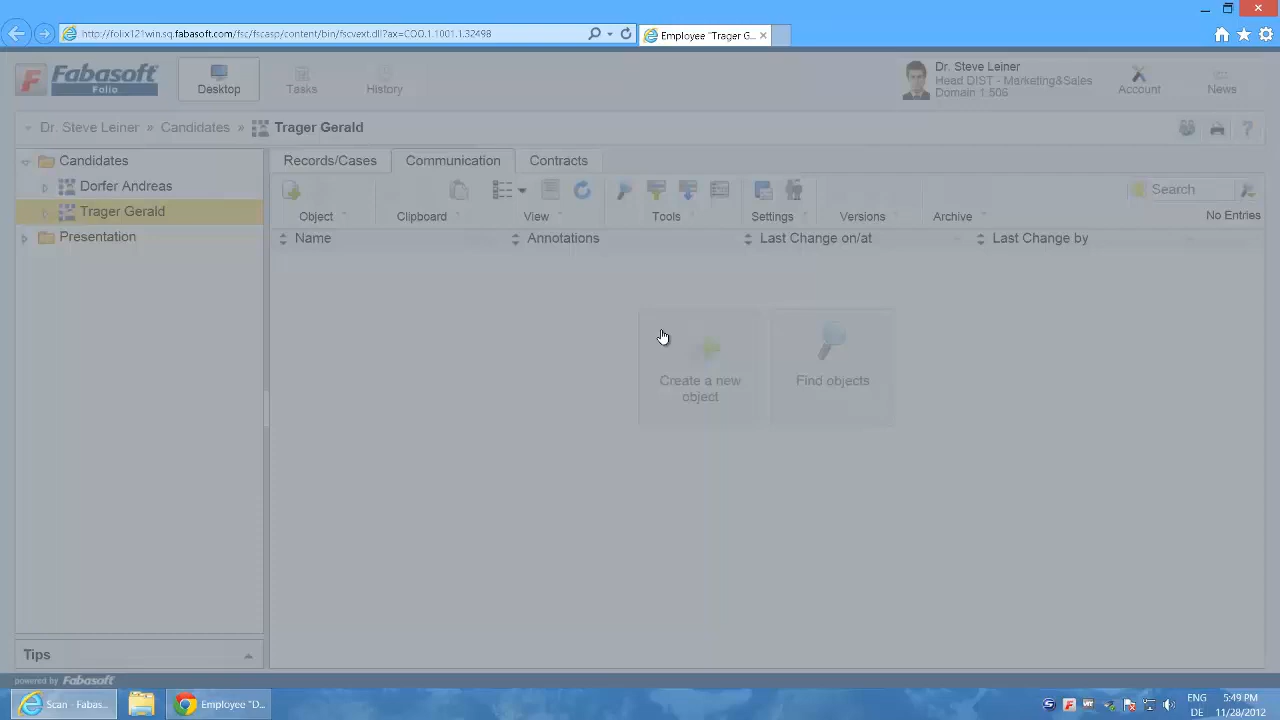 http://folix121win.sq.fabasoft.com/fsc/fscasp/content/bin/fscvext.dll?ax=COO.1.1001.1.32498
Employee "Trager G...
Fabasoft
Folio
Desktop
Tasks
History
Dr. Steve Leiner
Head DIST - Marketing&Sales
Domain 1.506
Account
News
Dr. Steve Leiner » Candidates » Trager Gerald
Candidates
Dorfer Andreas
Trager Gerald
Presentation
Records/Cases
Communication
Contracts
Object
Clipboard
View
Tools
Settings
Versions
Archive
Search
No Entries
Name
Annotations
Last Change on/at
Last Change by
Create a new
object
Find objects
Tips
powered by Fabasoft
Scan - Fabas...
Employee "D...
ENG
DE
5:49 PM
11/28/2012